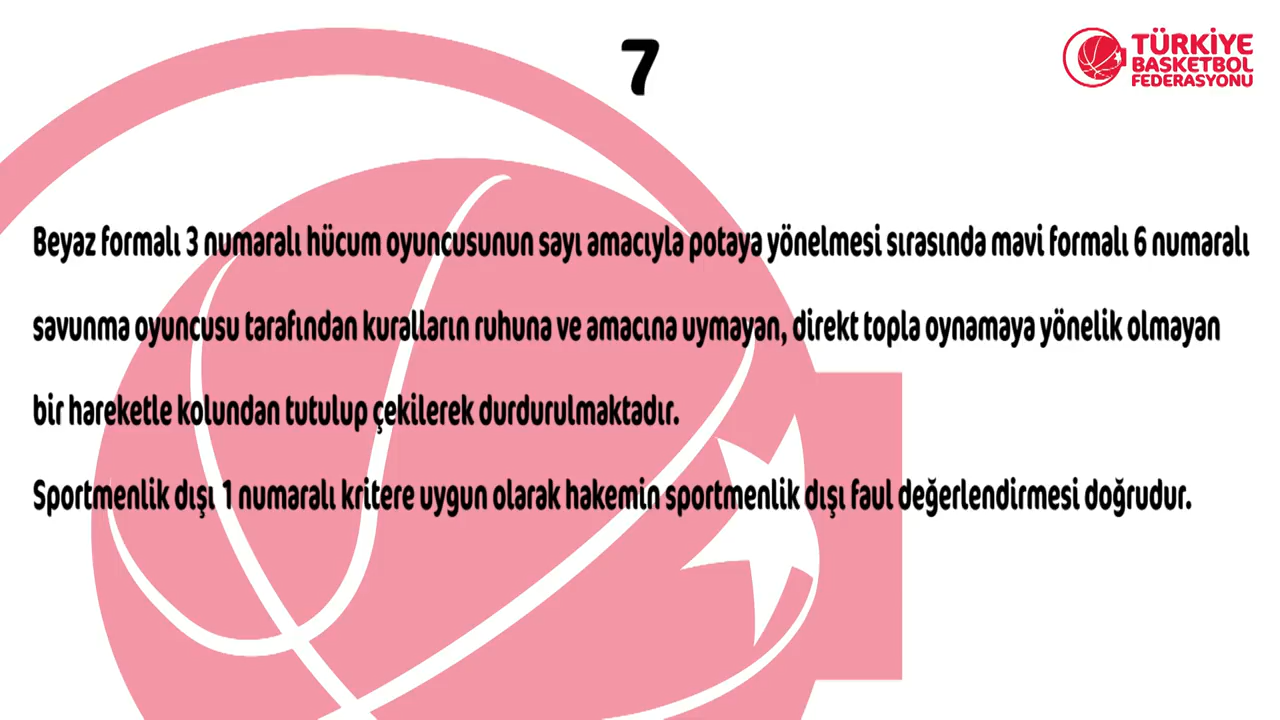 7
TÜRKİYE
BASKETBOL
FEDERASYONU
Beyaz formalı 3 numaralı hücum oyuncusunun sayı amacıyla potaya yönelmesi sırasında mavi formalı 6 numaralı
savunma oyuncusu tarafından kuralların ruhuna ve amacına uymayan, direkt topla oynamaya yönelik olmayan
bir hareketle kolundan tutulup çekilerek durdurulmaktadır.
Sportmenlik dışı 1 numaralı kritere uygun olarak hakemin sportmenlik dışı faul değerlendirmesi doğrudur.